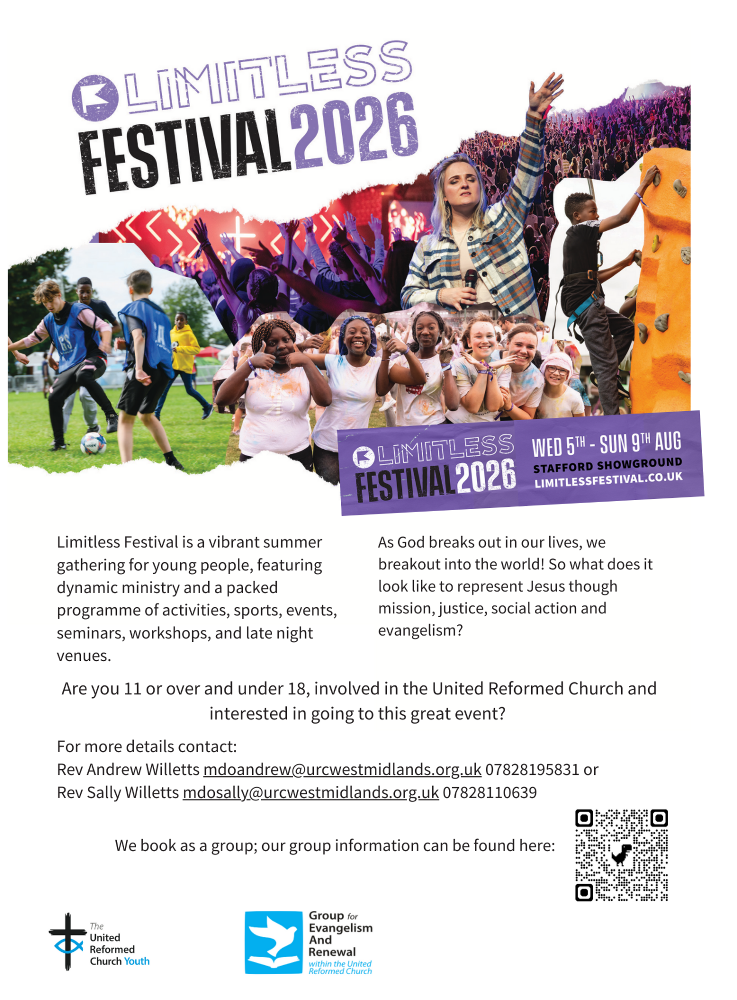 LIMITLESS
FESTIVAL 2026
LIMITLESS
FESTIVAL 2026
WED 5TH - SUN 9TH AUG
STAFFORD SHOWGROUND
LIMITLESSFESTIVAL.CO.UK
Limitless Festival is a vibrant summer
gathering for young people, featuring
dynamic ministry and a packed
programme of activities, sports, events,
seminars, workshops, and late night
venues.
As God breaks out in our lives, we
breakout into the world! So what does it
look like to represent Jesus though
mission, justice, social action and
evangelism?
Are you 11 or over and under 18, involved in the United Reformed Church and
interested in going to this great event?
For more details contact:
Rev Andrew Willetts mdoandrew@urcwestmidlands.org.uk 07828195831 or
Rev Sally Willetts mdosally@urcwestmidlands.org.uk 07828110639
We book as a group; our group information can be found here:
The
United
Reformed
Church Youth
Group for
Evangelism
And
Renewal
within the United
Reformed Church